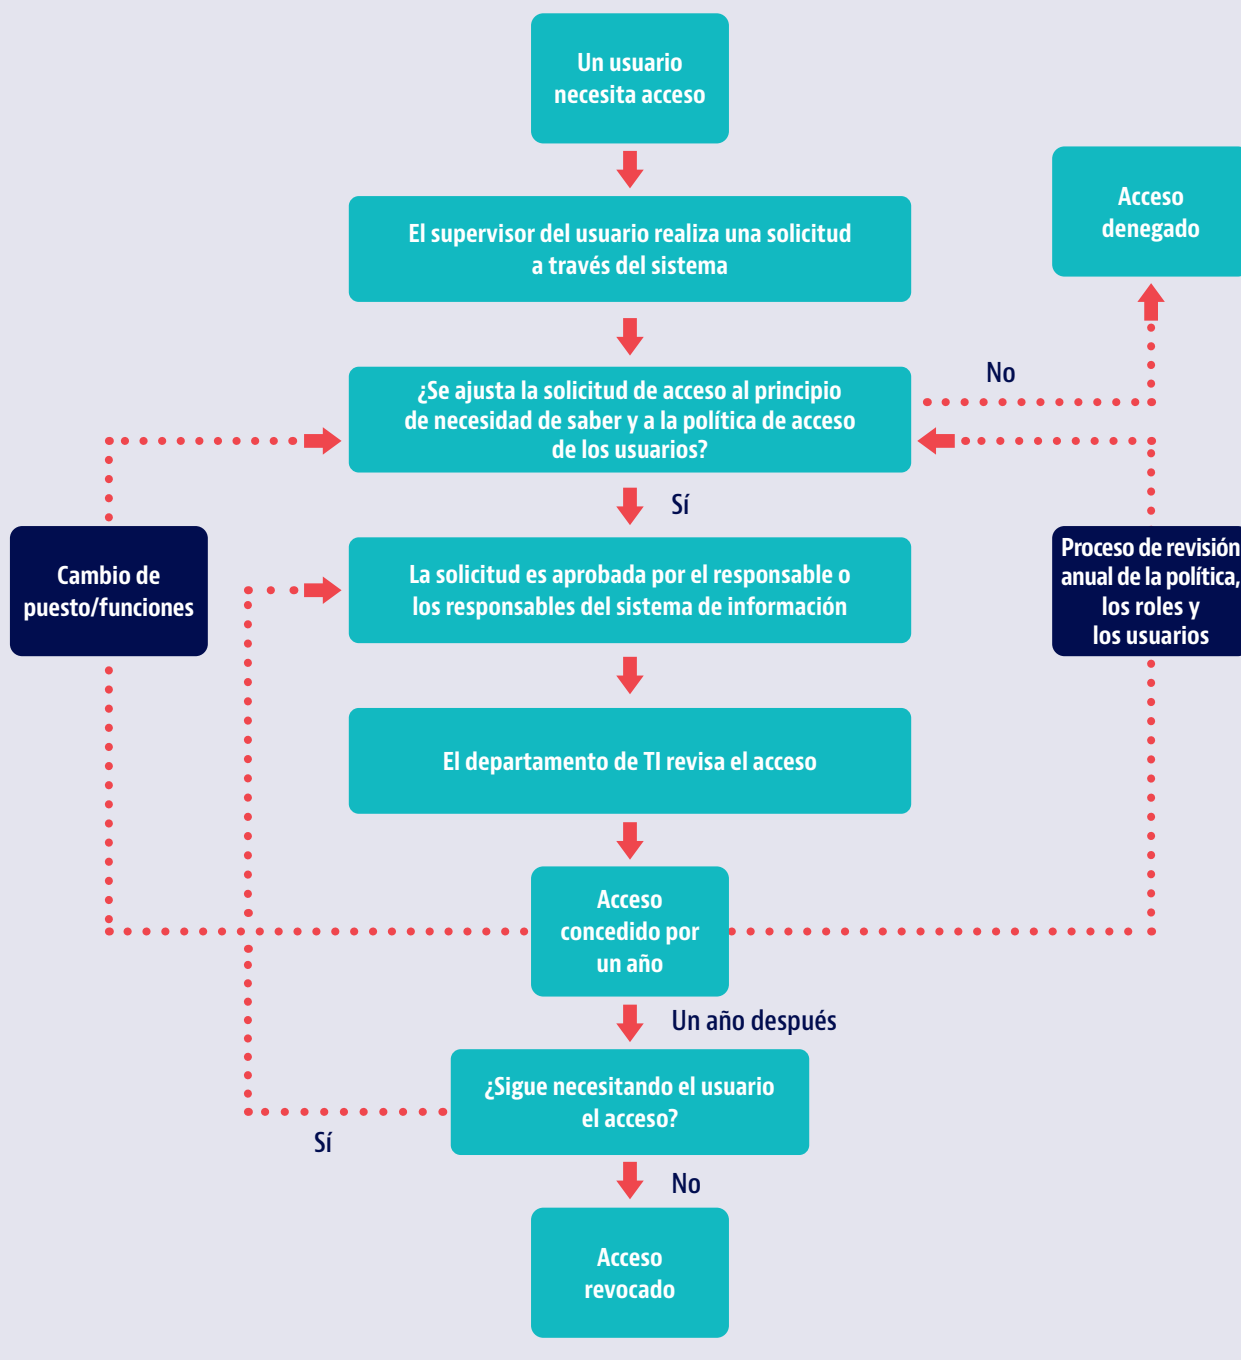 Un usuario
necesita acceso
El supervisor del usuario realiza una solicitud
a través del sistema
Acceso
denegado
No
¿Se ajusta la solicitud de acceso al principio
de necesidad de saber y a la política de acceso
de los usuarios?
Sí
Cambio de
puesto/funciones
La solicitud es aprobada por el responsable o
los responsables del sistema de información
Proceso de revisión
anual de la política,
los roles y
los usuarios
El departamento de TI revisa el acceso
Acceso
concedido por
un año
Un año después
¿Sigue necesitando el usuario
el acceso?
Sí
No
Acceso
revocado